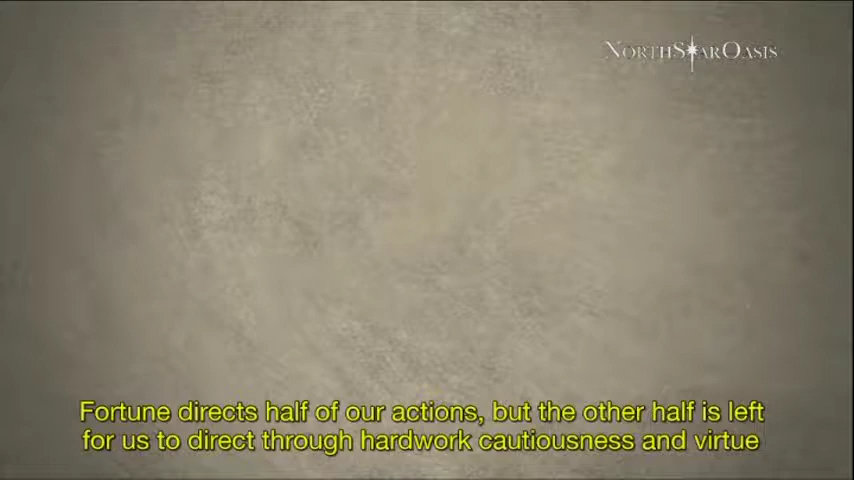 NORTHSTAROASIS
Fortune directs half of our actions, but the other half is left
for us to direct through hardwork cautiousness and virtue